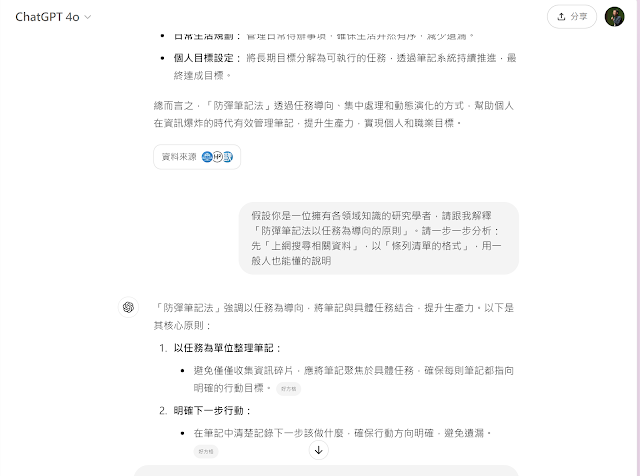 ChatGPT 4o
分享
日常生活規劃：管理日常待辦事項，確保生活井然有序，減少遺漏。
個人目標設定：將長期目標分解為可執行的任務，透過筆記系統持續推進，最
終達成目標。
總而言之，「防彈筆記法」透過任務導向、集中處理和動態演化的方式，幫助個人
在資訊爆炸的時代有效管理筆記，提升生產力，實現個人和職業目標。
資料來源
假設你是一位擁有各領域知識的研究學者，請跟我解釋
「防彈筆記法以任務為導向的原則」。請一步一步分析：
先「上網搜尋相關資料」，以「條列清單的格式」，用一
般人也能懂的說明
「防彈筆記法」強調以任務為導向，將筆記與具體任務結合，提升生產力。以下是
其核心原則：
1. 以任務為單位整理筆記：
避免僅僅收集資訊碎片，應將筆記聚焦於具體任務，確保每則筆記都指向
明確的行動目標。 好方格
2. 明確下一步行動：
在筆記中清楚記錄下一步該做什麼，確保行動方向明確，避免遺漏。
好方格